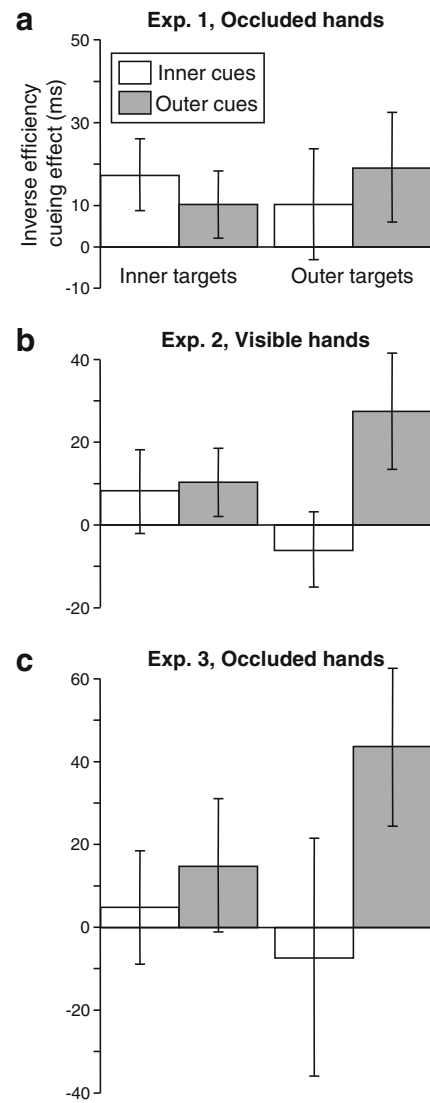 a
Exp. 1, Occluded hands
Inverse efficiency
cueing effect (ms)
50
30
10
0
-10
Inner cues
Outer cues
Inner targets
Outer targets
b
Exp. 2, Visible hands
40
20
0
-20
c
Exp. 3, Occluded hands
60
40
20
0
-20
-40